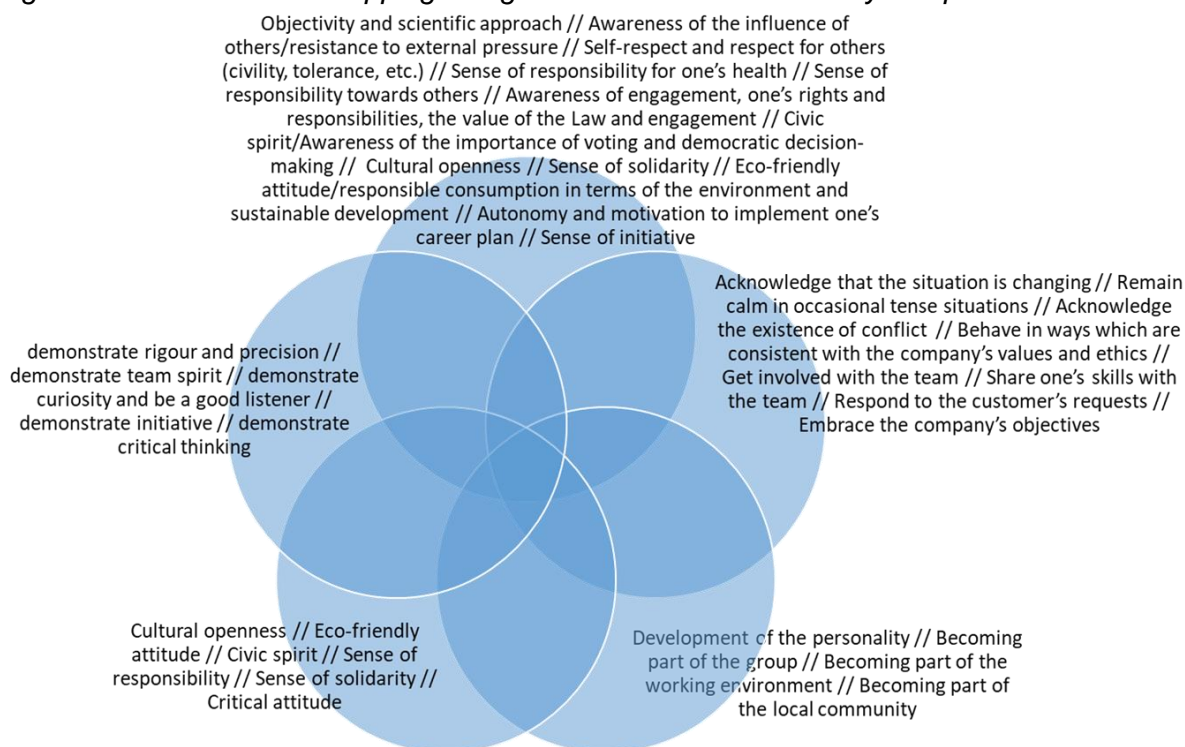 Objectivity and scientific approach // Awareness of the influence of
others/resistance to external pressure // Self-respect and respect for others
(civility, tolerance, etc.) // Sense of responsibility for one's health // Sense of
responsibility towards others // Awareness of engagement, one's rights and
responsibilities, the value of the Law and engagement // Civic
spirit/Awareness of the importance of voting and democratic decision-
making // Cultural openness // Sense of solidarity // Eco-friendly
attitude/responsible consumption in terms of the environment and
sustainable development // Autonomy and motivation to implement one's
career plan // Sense of initiative
Acknowledge that the situation is changing // Remain
calm in occasional tense situations // Acknowledge
the existence of conflict // Behave in ways which are
consistent with the company's values and ethics //
Get involved with the team // Share one's skills with
the team // Respond to the customer's requests //
Embrace the company's objectives
demonstrate rigour and precision //
demonstrate team spirit // demonstrate
curiosity and be a good listener //
demonstrate initiative // demonstrate
critical thinking
Cultural openness // Eco-friendly
attitude // Civic spirit // Sense of
responsibility // Sense of solidarity //
Critical attitude
Development of the personality // Becoming
part of the group // Becoming part of the
working environment // Becoming part of
the local community